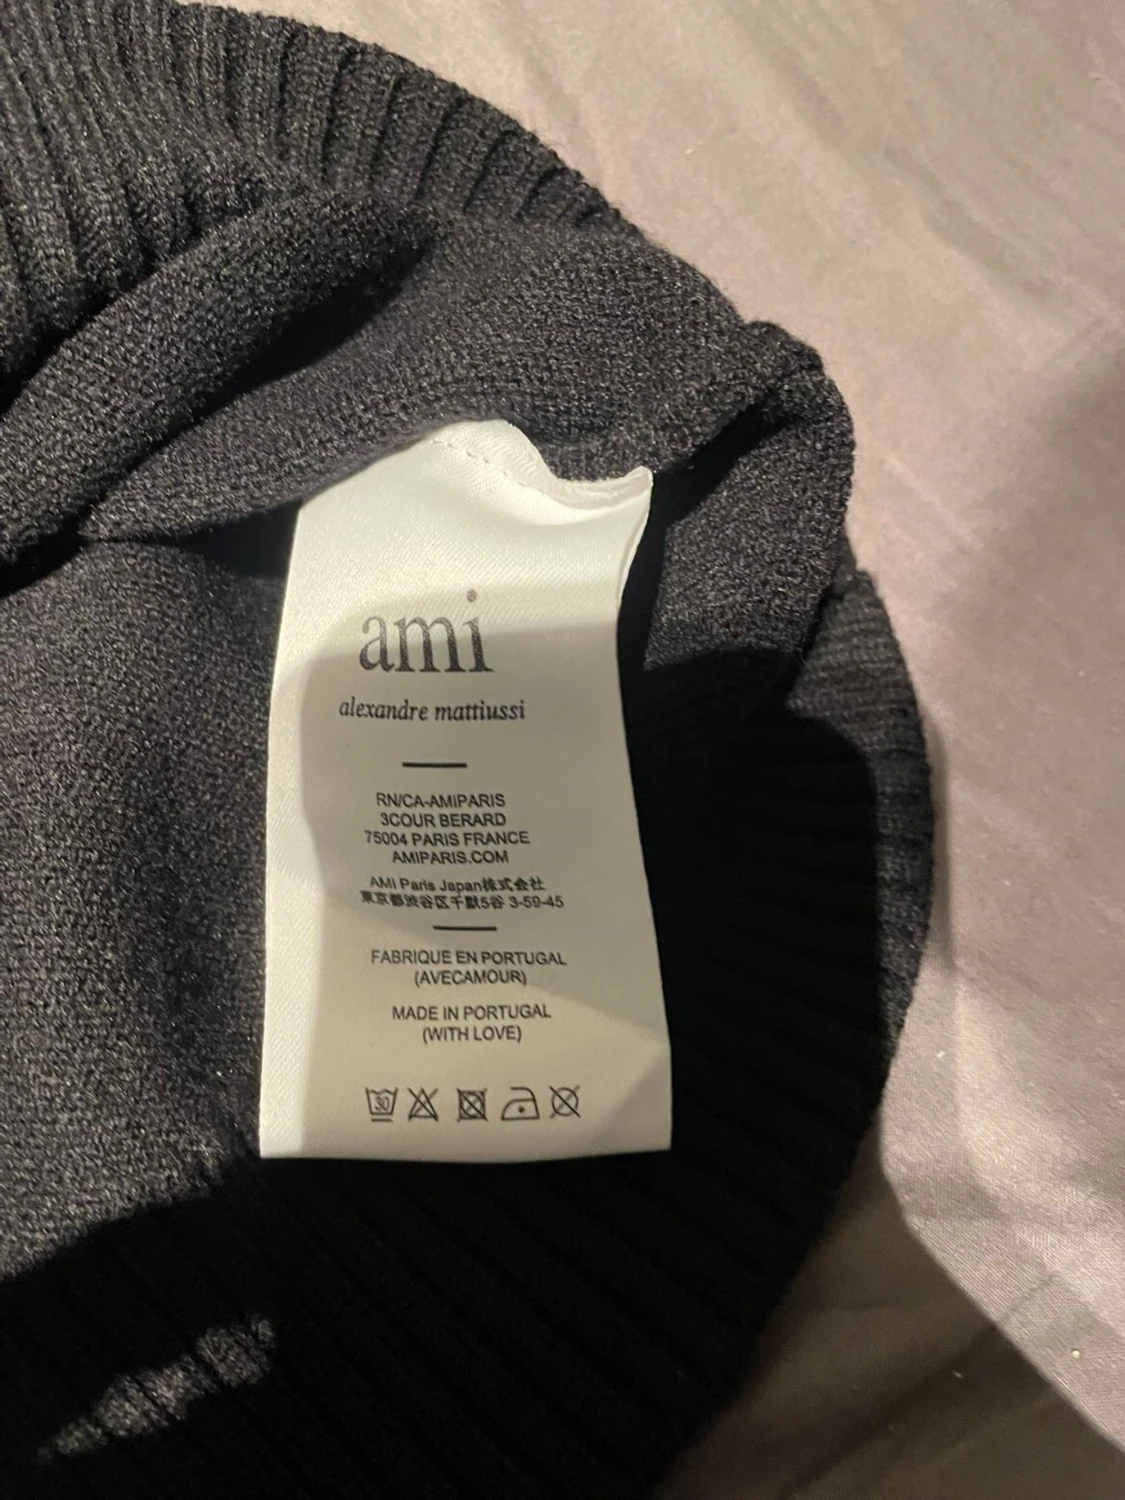 ami
alexandre mattiussi
RN/CA-AMIPARIS
3COUR BERARD
75004 PARIS FRANCE
AMIPARIS.COM
AMI Paris Japan株式会社
東京都渋谷区千駄5谷 3-59-45
FABRIQUE EN PORTUGAL
(AVECAMOUR)
MADE IN PORTUGAL
(WITH LOVE)
30